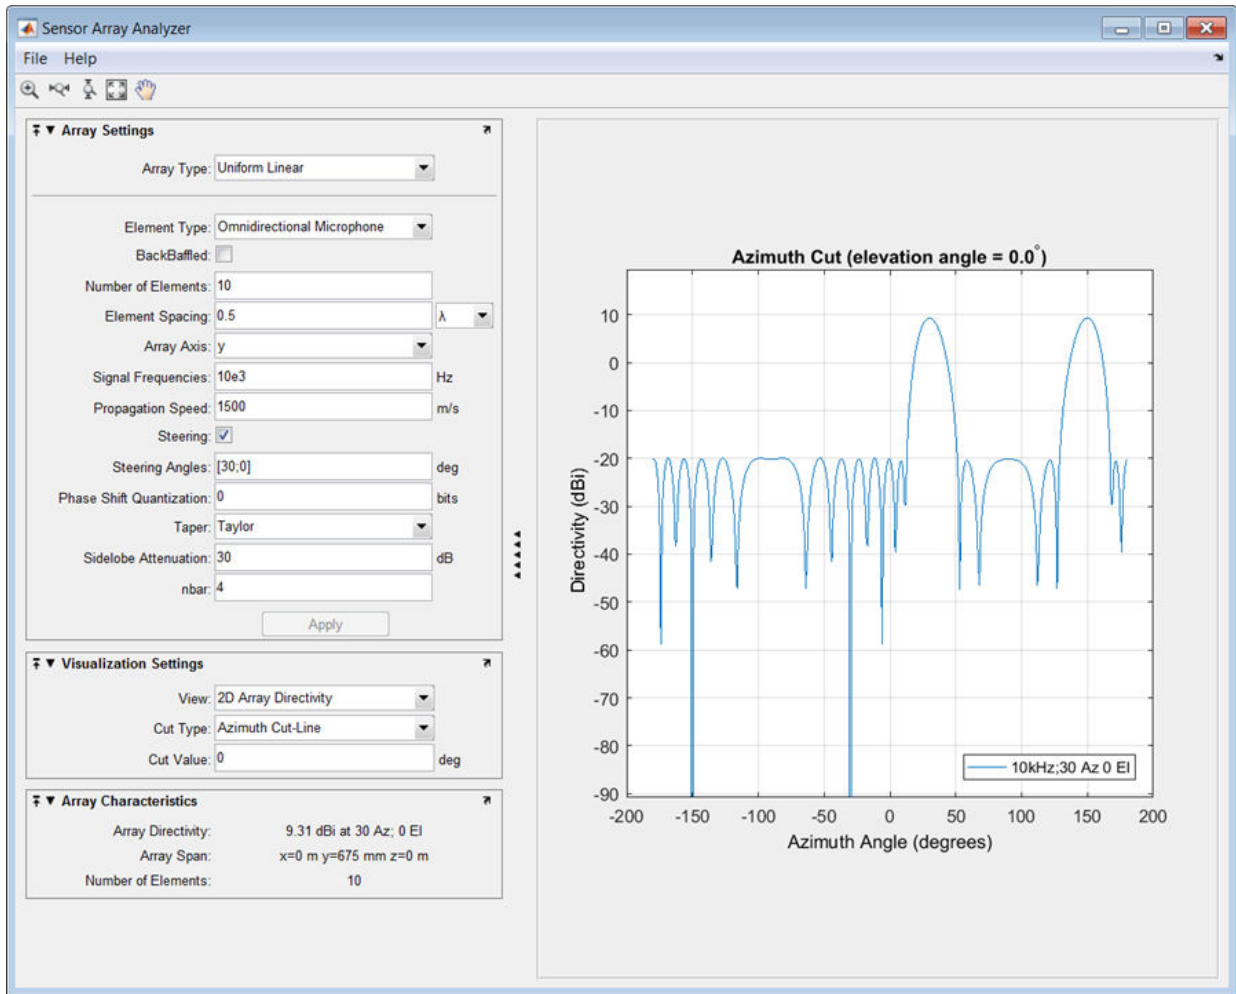 Sensor Array Analyzer
File Help
Array Settings
Array Type: Uniform Linear
Element Type: Omnidirectional Microphone
BackBaffled:
Number of Elements: 10
Element Spacing: 0.5 λ
Array Axis: y
Signal Frequencies: 10e3 Hz
Propagation Speed: 1500 m/s
Steering:
Steering Angles: [30;0] deg
Phase Shift Quantization: 0 bits
Taper: Taylor
Sidelobe Attenuation: 30 dB
nbar: 4
Apply
Visualization Settings
View: 2D Array Directivity
Cut Type: Azimuth Cut-Line
Cut Value: 0 deg
Array Characteristics
Array Directivity: 9.31 dBi at 30 Az; 0 El
Array Span: x=0 m y=675 mm z=0 m
Number of Elements: 10
Azimuth Cut (elevation angle = 0.0°)
Directivity (dBi)
10
0
-10
-20
-30
-40
-50
-60
-70
-80
-90
10kHz;30 Az 0 El
-200 -150 -100 -50 0 50 100 150 200
Azimuth Angle (degrees)